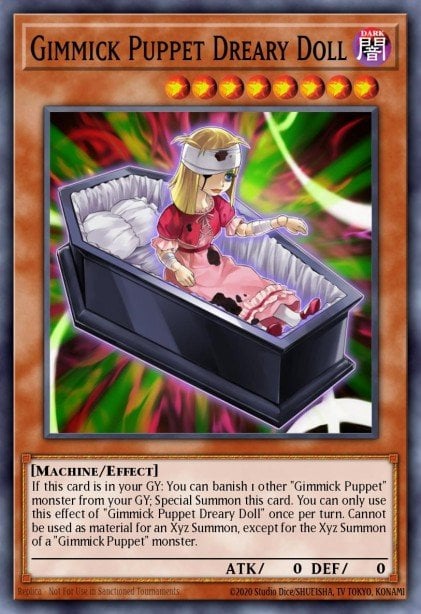 GIMMICK PUPPET DREARY DOLL
DARK
闇
[MACHINE/EFFECT]
If this card is in your GY: You can banish 1 other "Gimmick Puppet"
monster from your GY; Special Summon this card. You can only use
this effect of "Gimmick Puppet Dreary Doll" once per turn. Cannot
be used as material for an Xyz Summon, except for the Xyz Summon
of a "Gimmick Puppet" monster.
ATK/ 0 DEF/ 0
Replica - Not For Use in Sanctioned Tournaments ©2020 Studio Dice/SHUEISHA, TV TOKYO, KONAMI